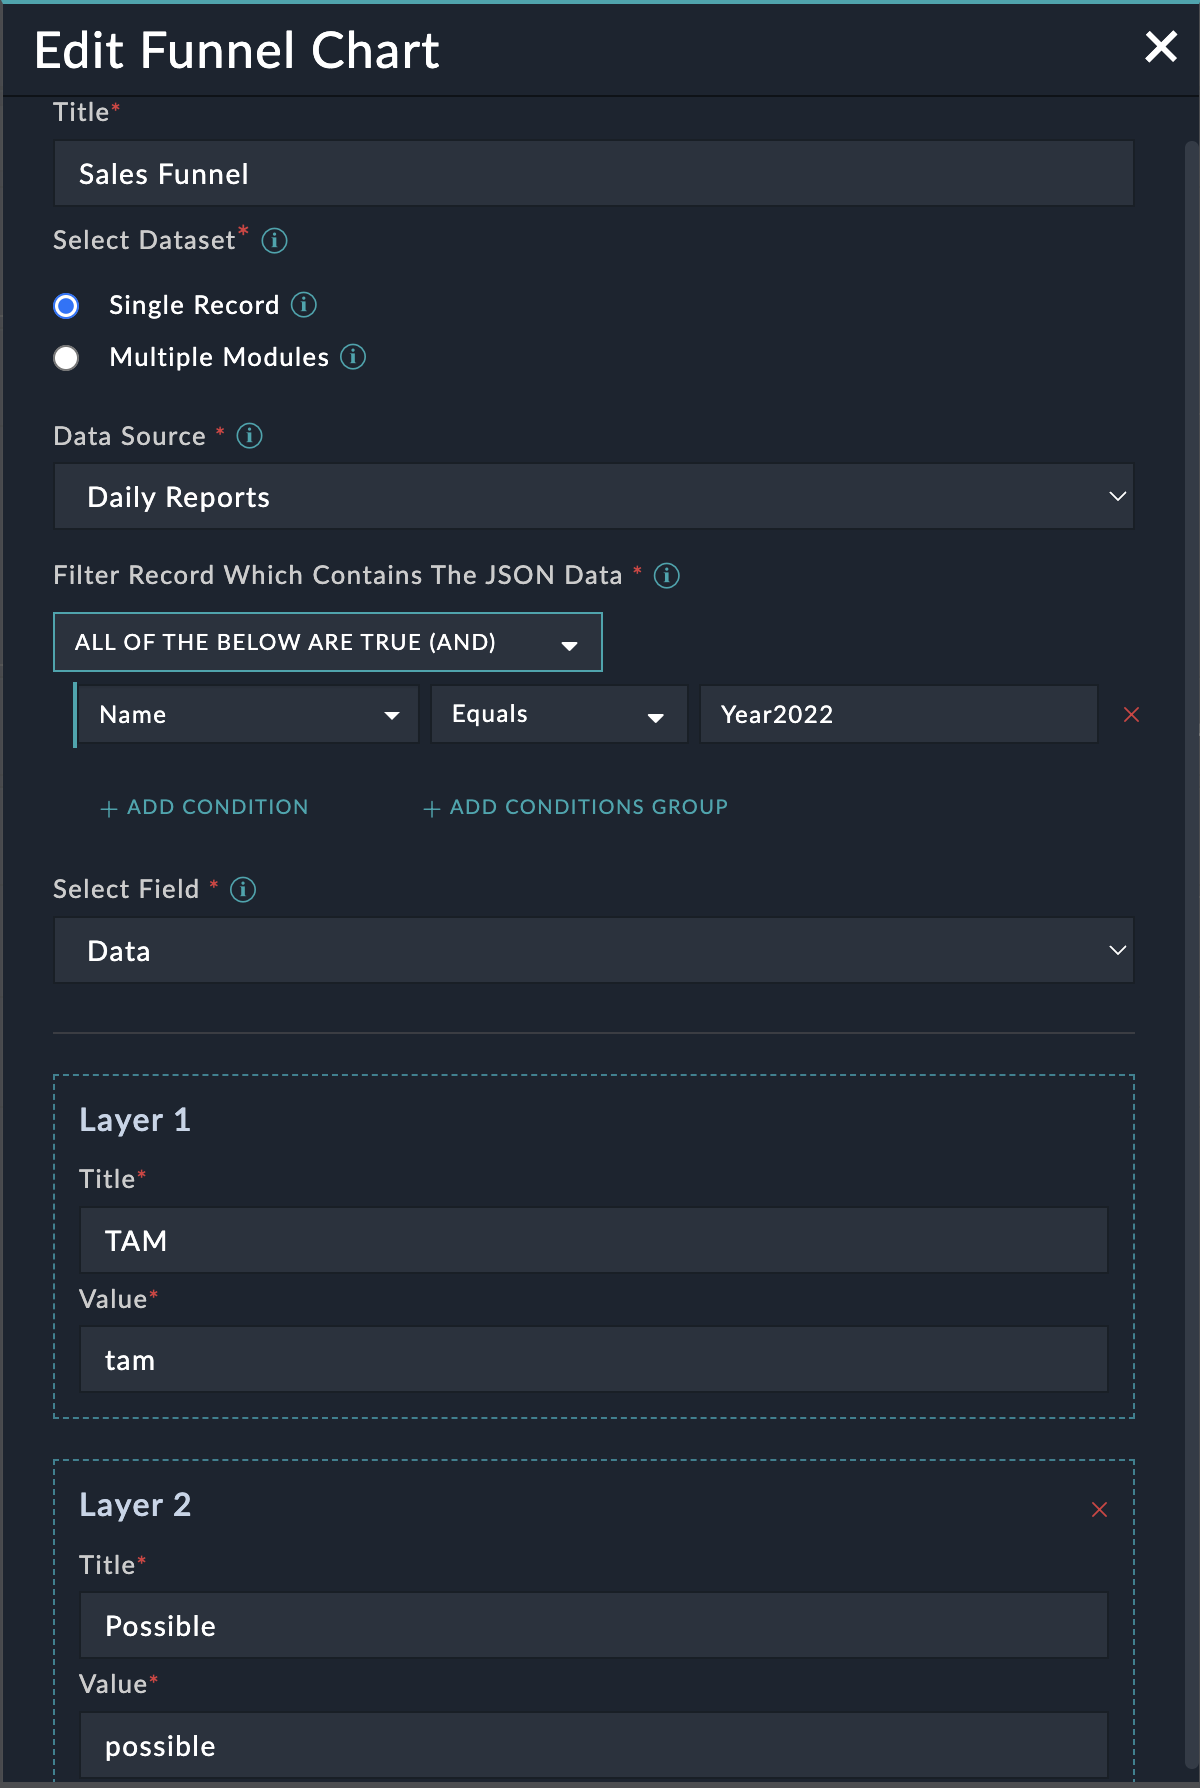 Edit Funnel Chart
Title*
Sales Funnel
Select Dataset*
Single Record
Multiple Modules
Data Source *
Daily Reports
Filter Record Which Contains The JSON Data *
ALL OF THE BELOW ARE TRUE (AND)
Name Equals Year2022
+ ADD CONDITION + ADD CONDITIONS GROUP
Select Field *
Data
Layer 1
Title*
TAM
Value*
tam
Layer 2
Title*
Possible
Value*
possible